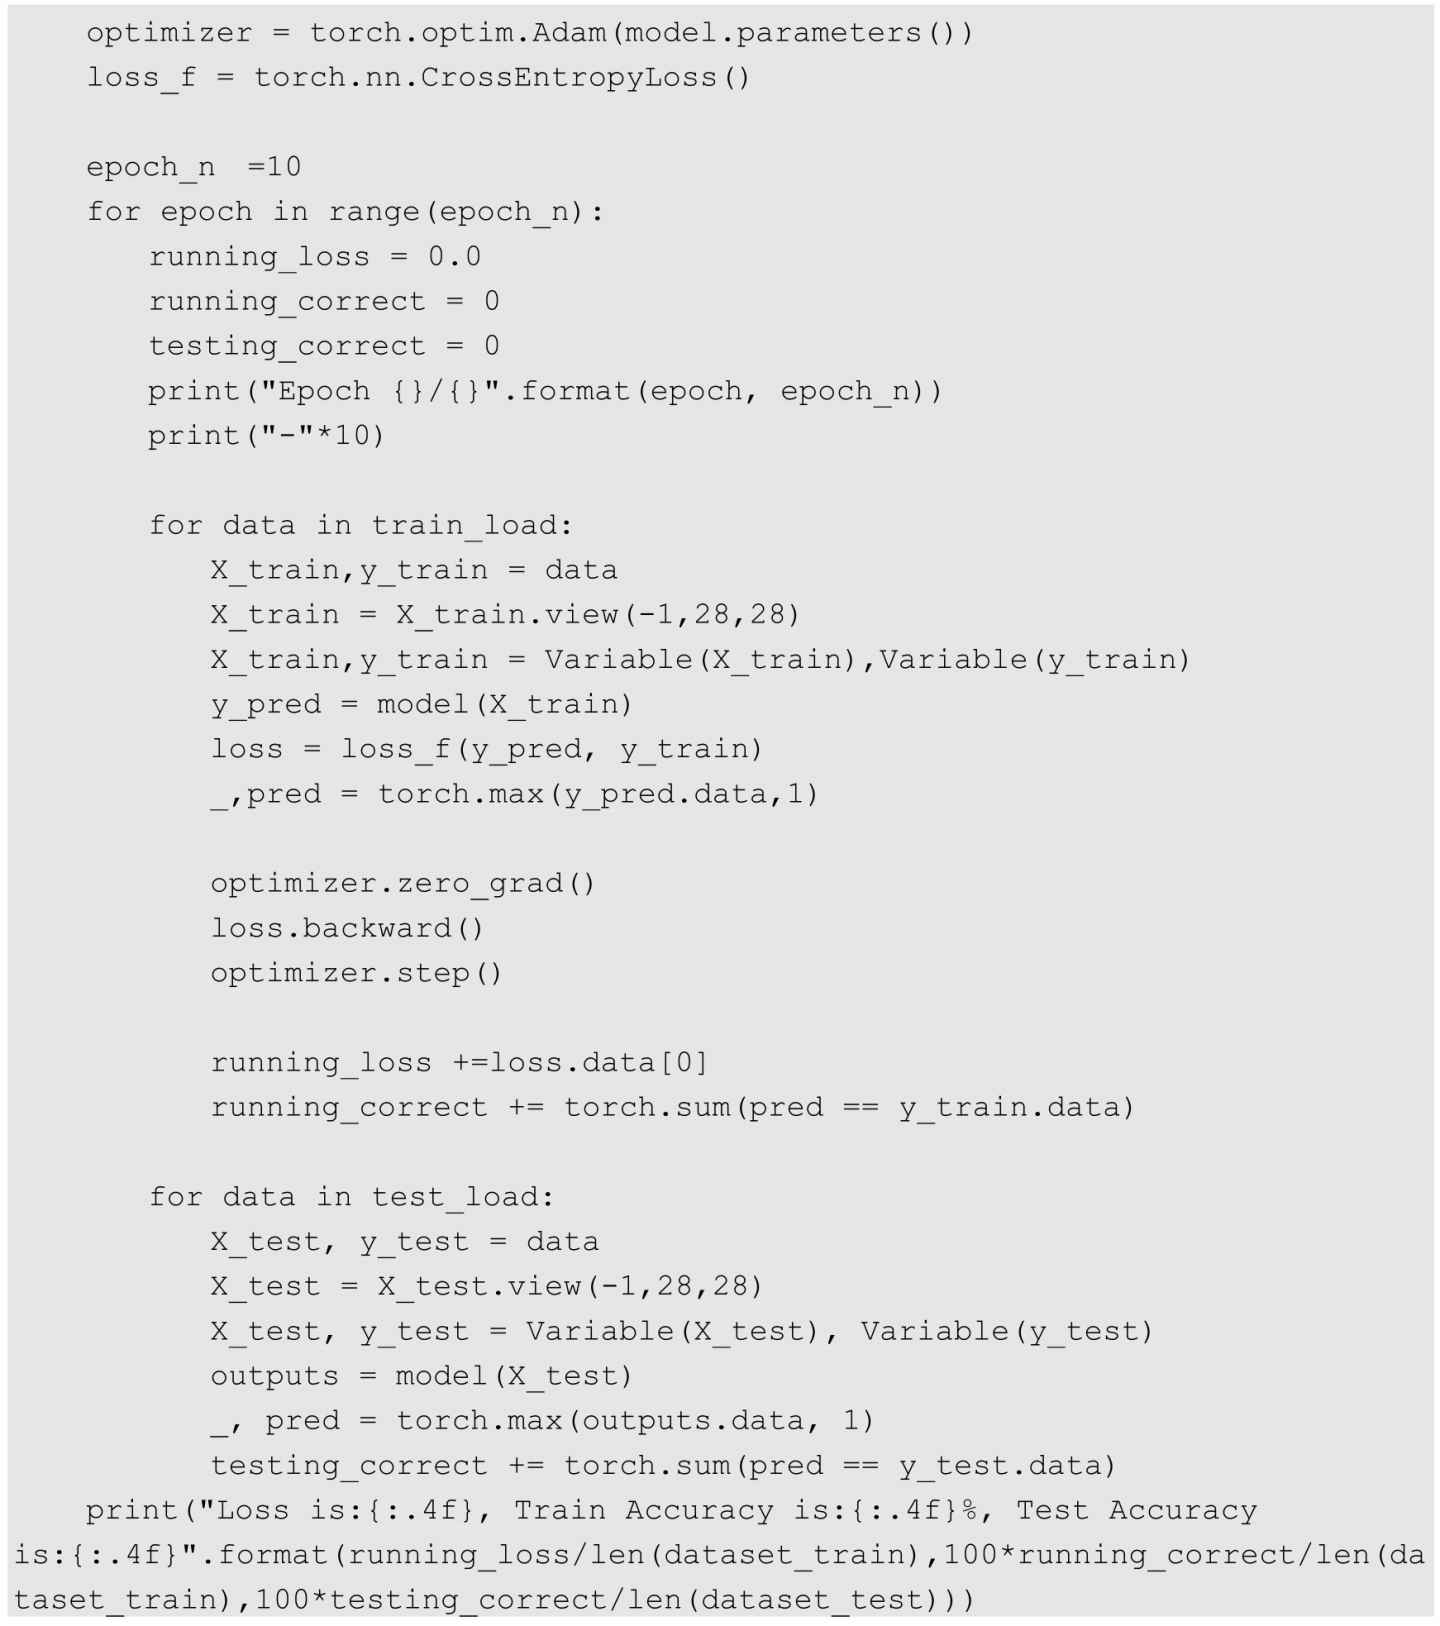 optimizer = torch.optim.Adam(model.parameters())
loss_f = torch.nn.CrossEntropyLoss()
epoch_n  =10
for epoch in range(epoch_n):
running_loss = 0.0
running_correct = 0
testing_correct = 0
print("Epoch {}/{}".format(epoch, epoch_n))
print("-"*10)
for data in train_load:
X_train,y_train = data
X_train = X_train.view(-1,28,28)
X_train,y_train = Variable(X_train),Variable(y_train)
y_pred = model(X_train)
loss = loss_f(y_pred, y_train)
_,pred = torch.max(y_pred.data,1)
optimizer.zero_grad()
loss.backward()
optimizer.step()
running_loss +=loss.data[0]
running_correct += torch.sum(pred == y_train.data)
for data in test_load:
X_test, y_test = data
X_test = X_test.view(-1,28,28)
X_test, y_test = Variable(X_test), Variable(y_test)
outputs = model(X_test)
_, pred = torch.max(outputs.data, 1)
testing_correct += torch.sum(pred == y_test.data)
print("Loss is:{:.4f}, Train Accuracy is:{:.4f}%, Test Accuracy
is:{:.4f}".format(running_loss/len(dataset_train),100*running_correct/len(da
taset_train),100*testing_correct/len(dataset_test)))